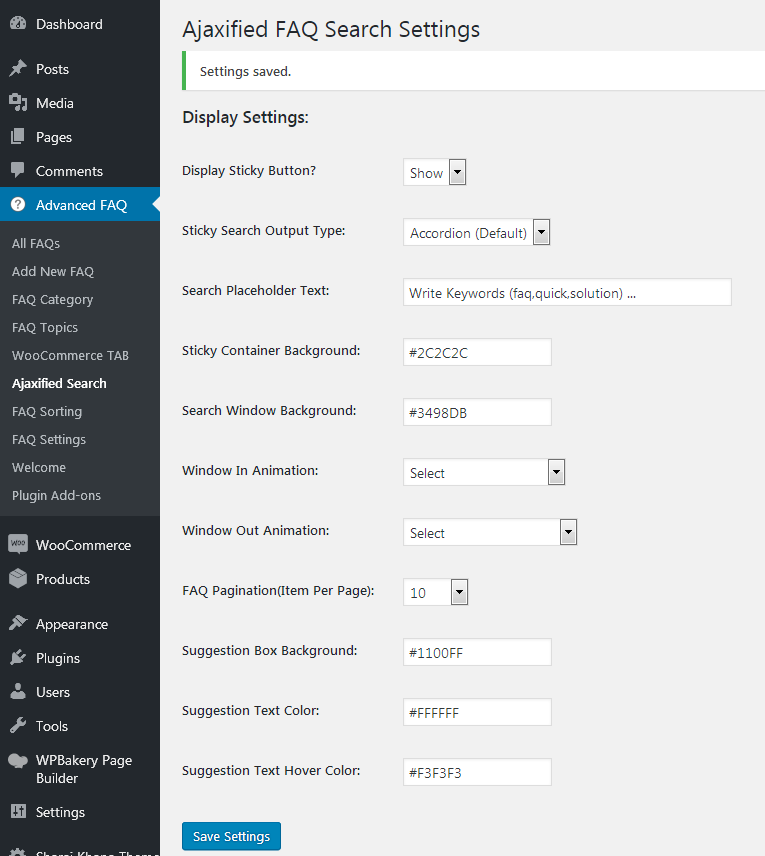 Dashboard
Posts
Media
Pages
Comments
Advanced FAQ
All FAQs
Add New FAQ
FAQ Category
FAQ Topics
WooCommerce TAB
Ajaxified Search
FAQ Sorting
FAQ Settings
Welcome
Plugin Add-ons
Woo WooCommerce
Products
Appearance
Plugins
Users
Tools
WPBakery Page
Builder
Settings
Ajaxified FAQ Search Settings
Settings saved.
Display Settings:
Display Sticky Button? Show
Sticky Search Output Type: Accordion (Default)
Search Placeholder Text: Write Keywords (faq,quick,solution) ...
Sticky Container Background: #2C2C2C
Search Window Background: #3498DB
Window In Animation: Select
Window Out Animation: Select
FAQ Pagination(Item Per Page): 10
Suggestion Box Background: #1100FF
Suggestion Text Color: #FFFFFF
Suggestion Text Hover Color: #F3F3F3
Save Settings